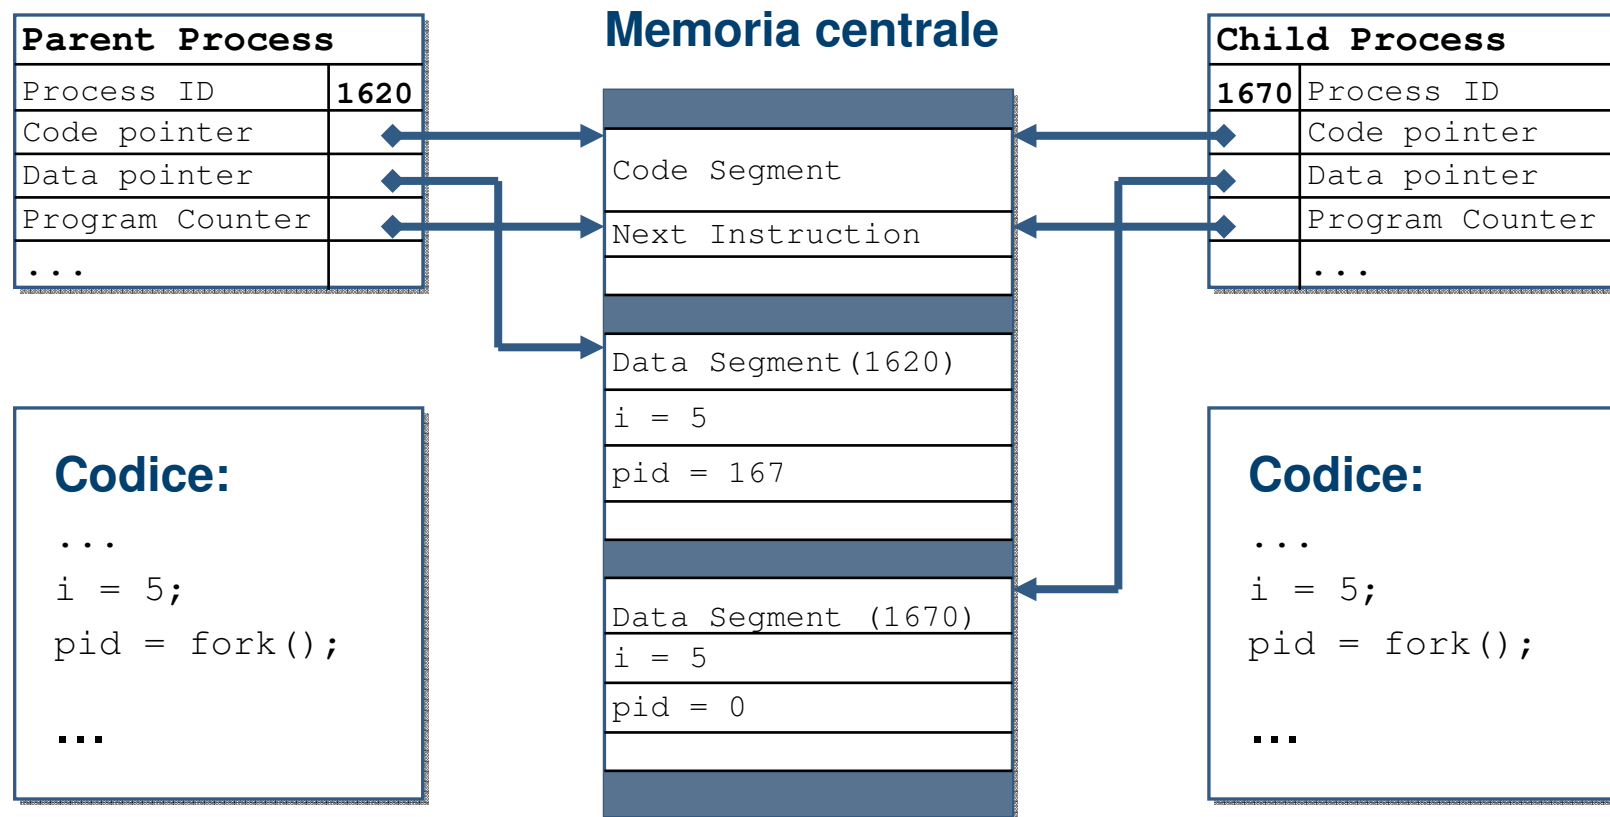 Memoria centrale
Parent Process
Process ID 1620
Code pointer
Data pointer
Program Counter
...
Codice:
...
i = 5;
pid = fork();
...
Code Segment
Next Instruction
Data Segment(1620)
i = 5
pid = 167
Data Segment (1670)
i = 5
pid = 0
Child Process
1670 Process ID
Code pointer
Data pointer
Program Counter
...
Codice:
...
i = 5;
pid = fork();
...